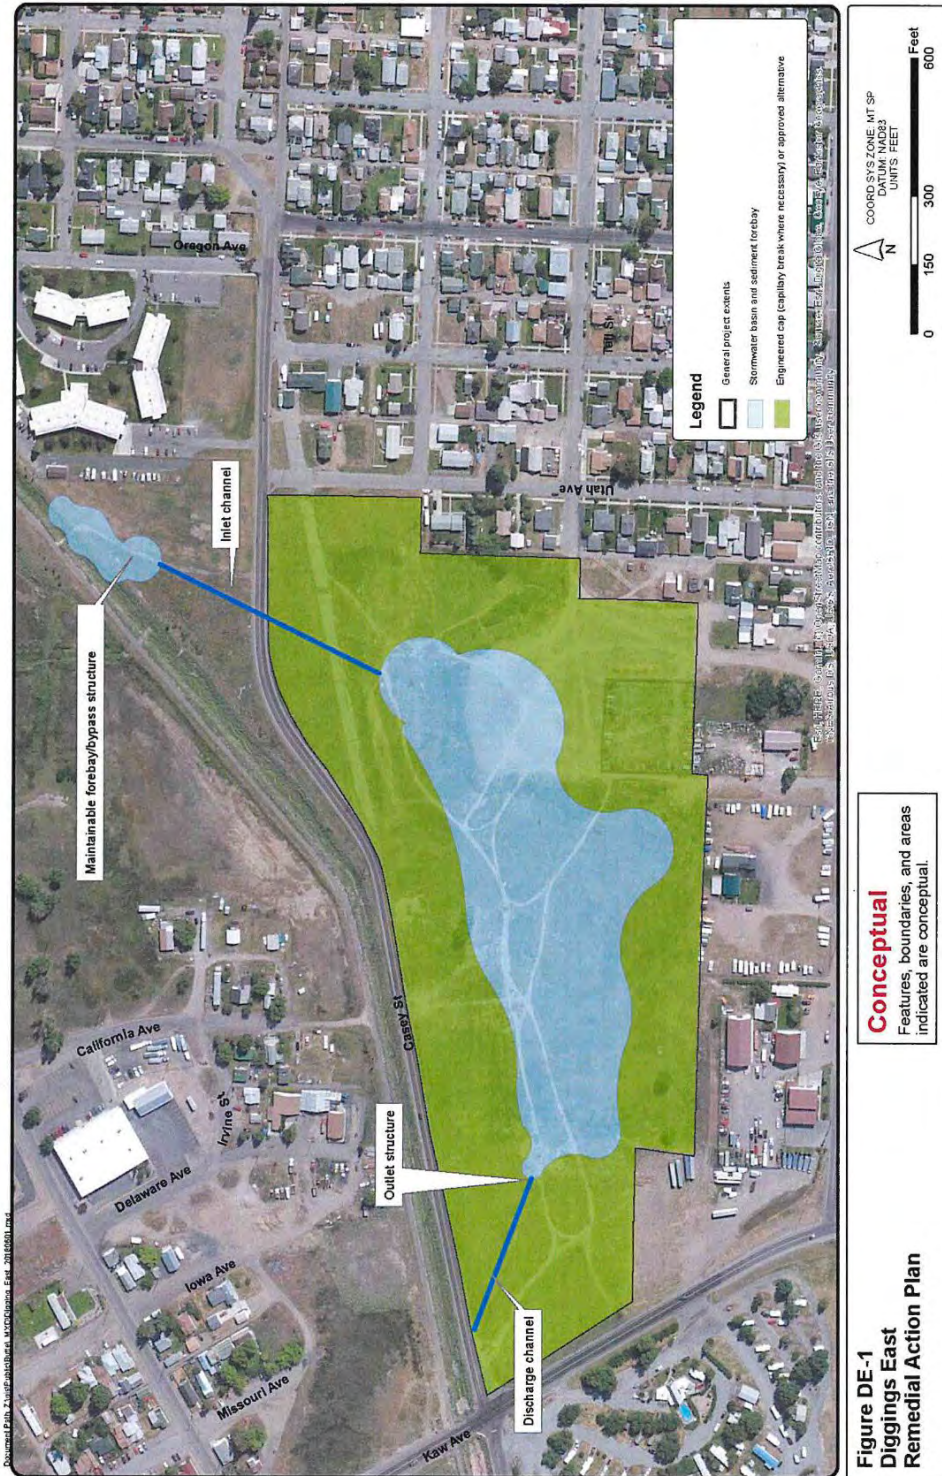 Figure DE-1
Diggings East
Remedial Action Plan
Conceptual
Features, boundaries, and areas
indicated are conceptual.
COORD SYS ZONE: MT SP
DATUM: NAD83
UNITS: FEET
N
0 150 300 600
Feet
Legend
General project extents
Stormwater basin and sediment forebay
Engineered cap (capillary break where necessary) or approved alternative
Maintainable forebay/bypass structure
Inlet channel
Outlet structure
Discharge channel
Oregon Ave
California Ave
Irvine St
Delaware Ave
Iowa Ave
Missouri Ave
Kaw Ave
Casey St
Utah Ave
Document Path: